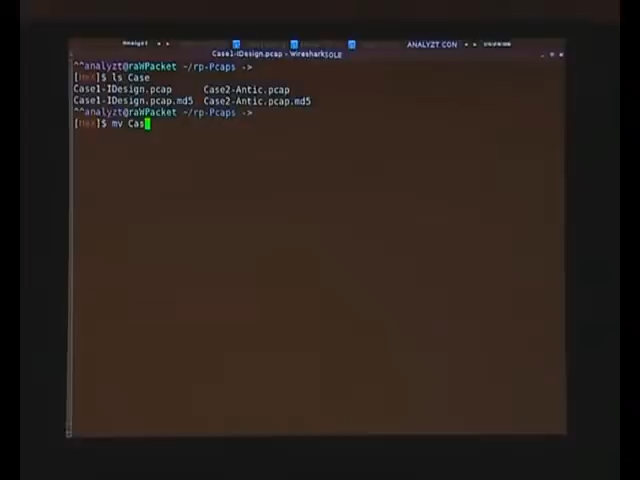 ANALYZT CON
Case1-IDesign.pcap - Wireshark
^^analyzt@raWPacket ~/rp-Pcaps ->
$ ls Case
Case1-IDesign.pcap Case2-Antic.pcap
Case1-IDesign.pcap.md5 Case2-Antic.pcap.md5
^^analyzt@raWPacket ~/rp-Pcaps ->
$ mv Cas